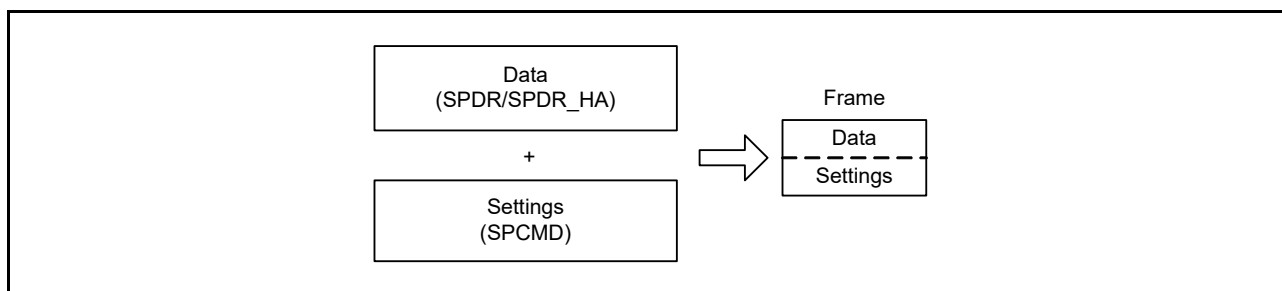 Data
(SPDR/SPDR_HA)
+
Settings
(SPCMD)
Frame
Data
Settings